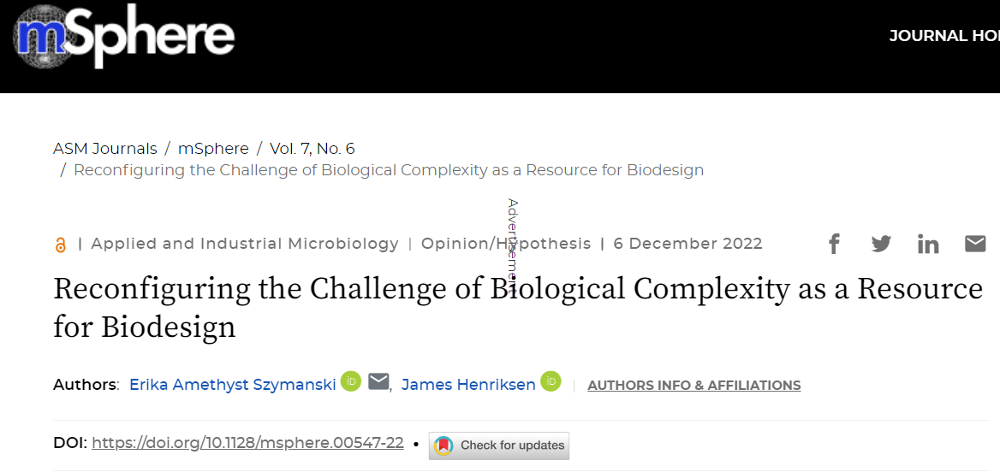 mSphere
JOURNAL HO
ASM Journals / mSphere / Vol. 7, No. 6
/ Reconfiguring the Challenge of Biological Complexity as a Resource for Biodesign
Advertisement
| Applied and Industrial Microbiology | Opinion/Hypothesis | 6 December 2022
Reconfiguring the Challenge of Biological Complexity as a Resource
for Biodesign
Authors: Erika Amethyst Szymanski iD , James Henriksen iD | AUTHORS INFO & AFFILIATIONS
DOI: https://doi.org/10.1128/msphere.00547-22 • Check for updates